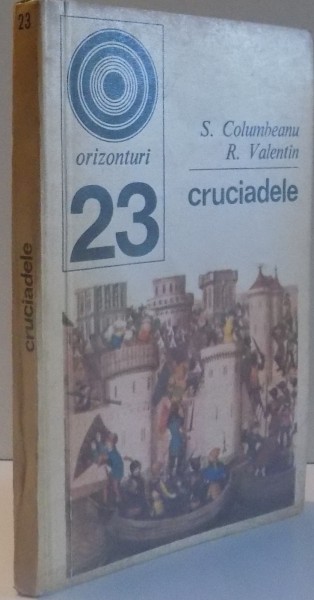 23
cruciadele
orizonturi
23
S. Columbeanu
R. Valentin
cruciadele